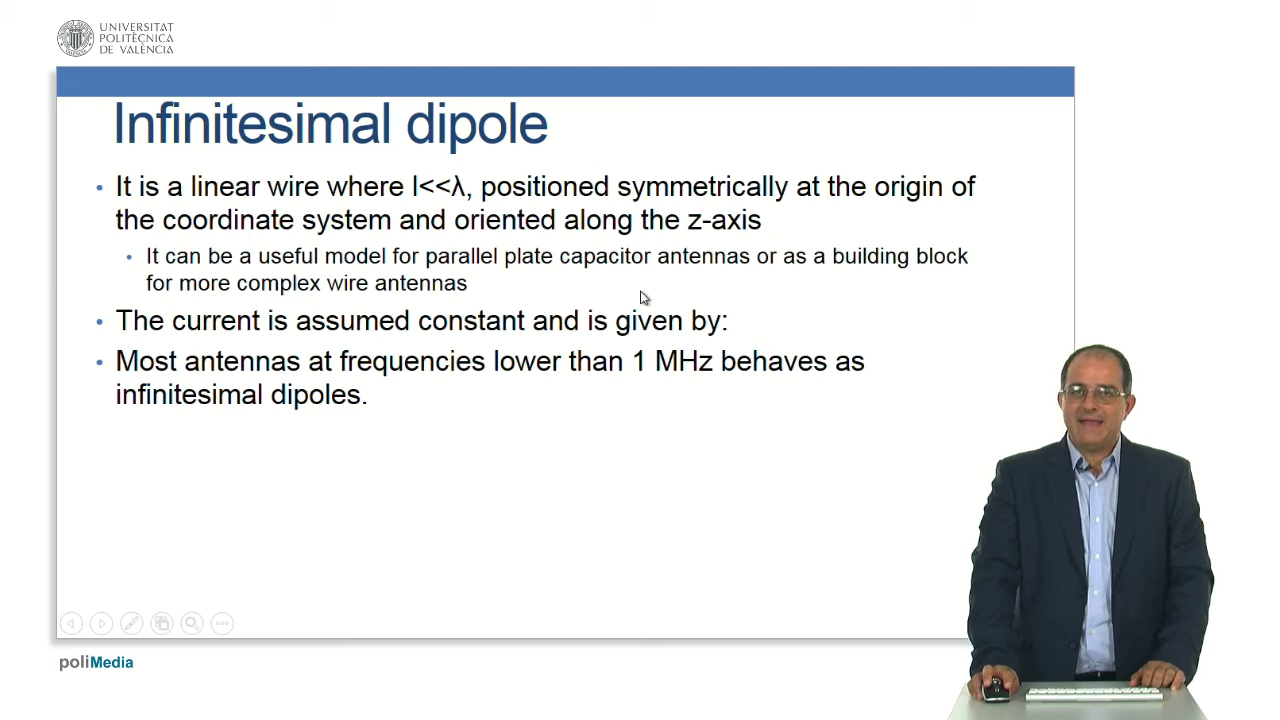 UNIVERSITAT
POLITÈCNICA
DE VALÈNCIA
Infinitesimal dipole
• It is a linear wire where l<<λ, positioned symmetrically at the origin of
the coordinate system and oriented along the z-axis
• It can be a useful model for parallel plate capacitor antennas or as a building block
for more complex wire antennas
• The current is assumed constant and is given by:
• Most antennas at frequencies lower than 1 MHz behaves as
infinitesimal dipoles.
poliMedia